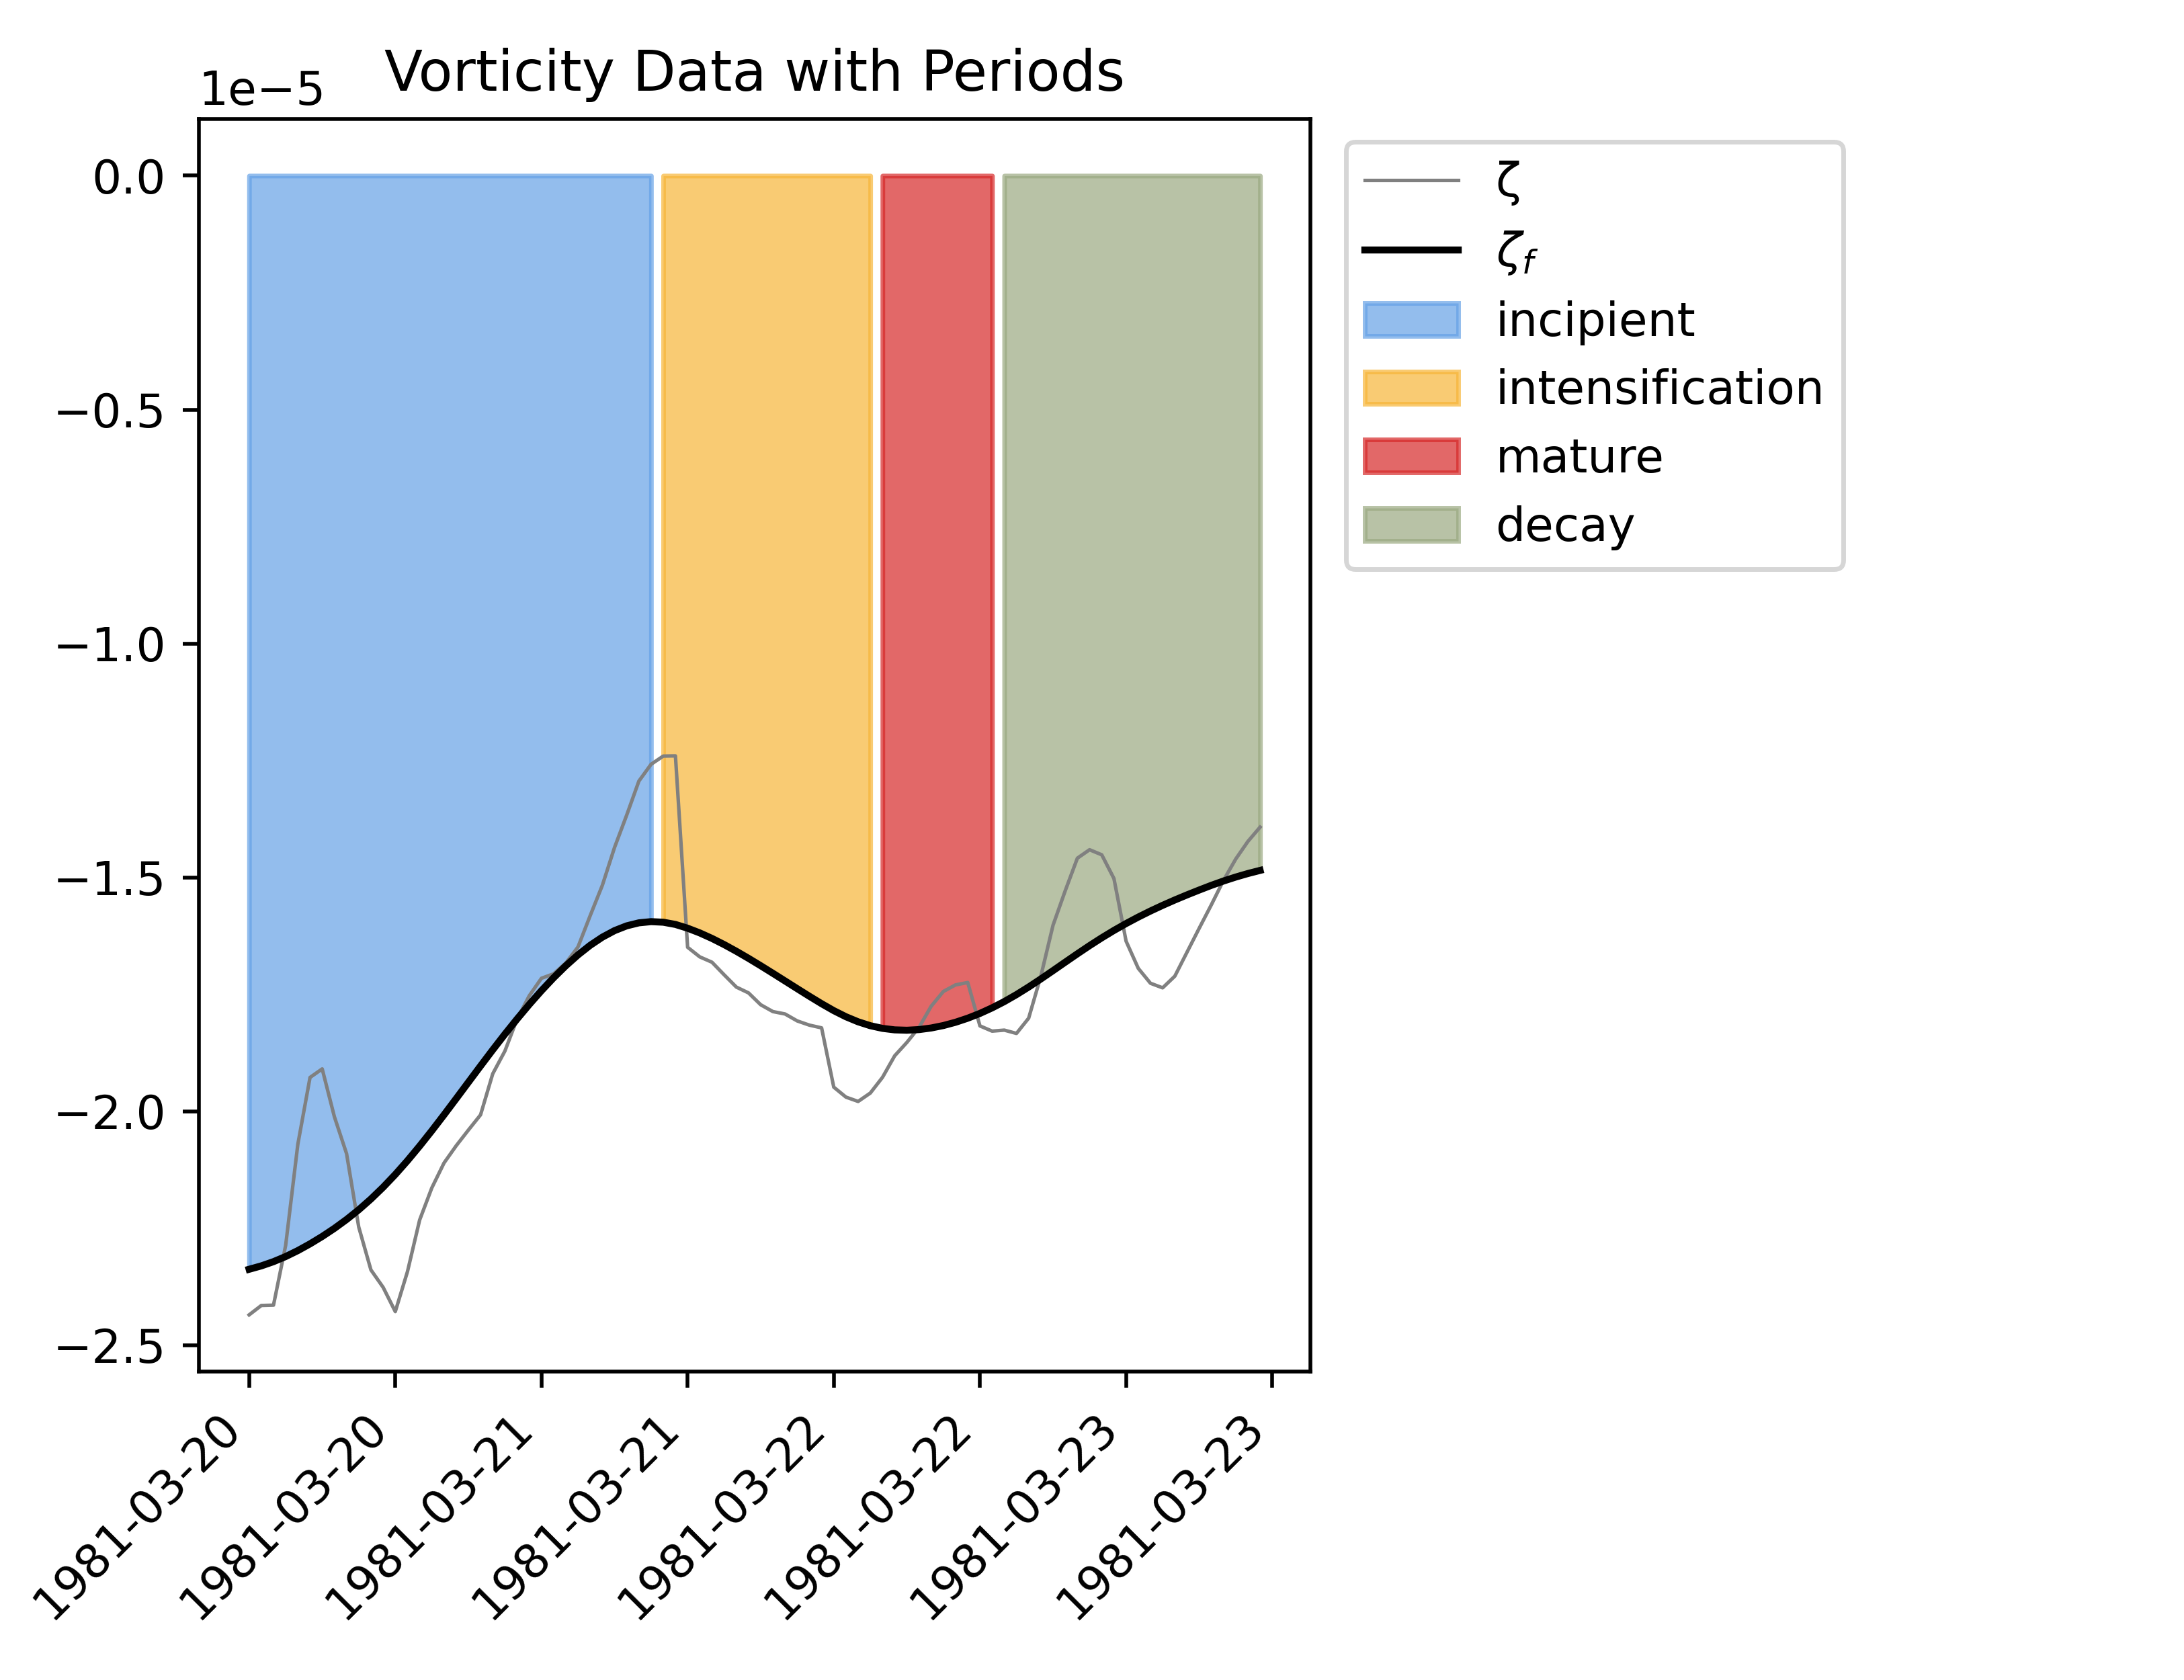 Vorticity Data with Periods
1e−5
0.0
−0.5
−1.0
−1.5
−2.0
−2.5
1981-03-20
1981-03-20
1981-03-21
1981-03-21
1981-03-22
1981-03-22
1981-03-23
1981-03-23
ζ
ζf
incipient
intensification
mature
decay